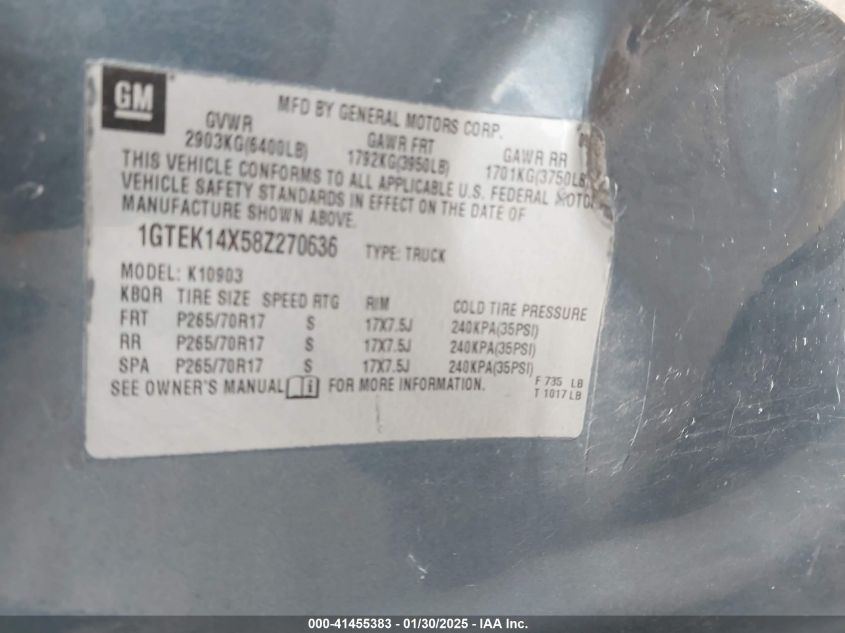 GM
MFD BY GENERAL MOTORS CORP.
GVWR GAWR FRT GAWR RR
2903KG(6400LB) 1792KG(3950LB) 1701KG(3750LB
THIS VEHICLE CONFORMS TO ALL APPLICABLE U.S. FEDERAL MOTOR
VEHICLE SAFETY STANDARDS IN EFFECT ON THE DATE OF
MANUFACTURE SHOWN ABOVE.
1GTEK14X58Z270636 TYPE: TRUCK
MODEL: K10903
KBQR TIRE SIZE SPEED RTG RIM COLD TIRE PRESSURE
FRT P265/70R17 S 17X7.5J 240KPA(35PSI)
RR P265/70R17 S 17X7.5J 240KPA(35PSI)
SPA P265/70R17 S 17X7.5J 240KPA(35PSI)
SEE OWNER'S MANUAL i FOR MORE INFORMATION.
F 735 LB
T 1017 LB
000-41455383 - 01/30/2025 - IAA Inc.